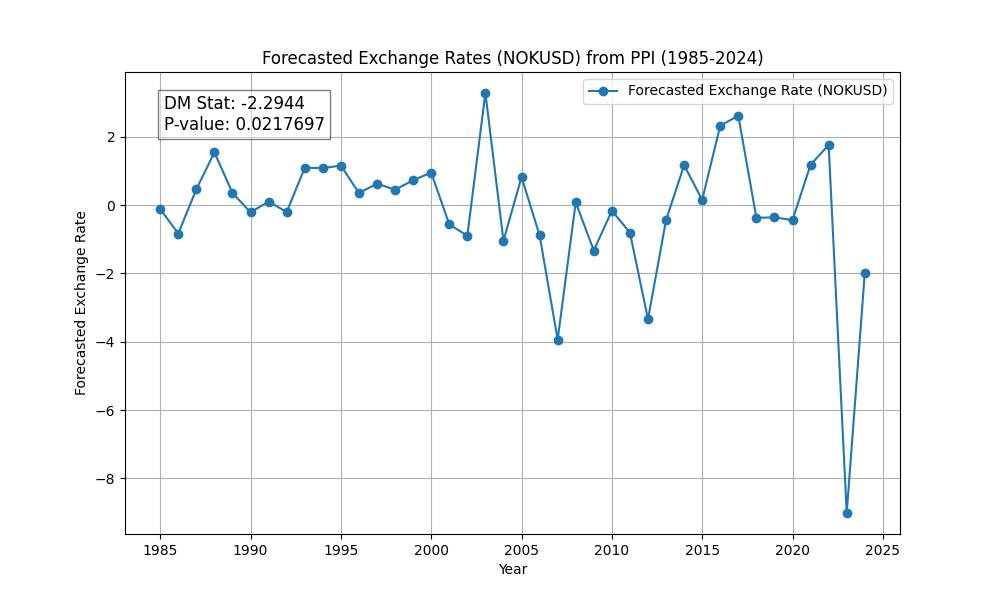 Forecasted Exchange Rates (NOKUSD) from PPI (1985-2024)
DM Stat: -2.2944
P-value: 0.0217697
Forecasted Exchange Rate (NOKUSD)
Forecasted Exchange Rate
2
0
−2
−4
−6
−8
1985 1990 1995 2000 2005 2010 2015 2020 2025
Year